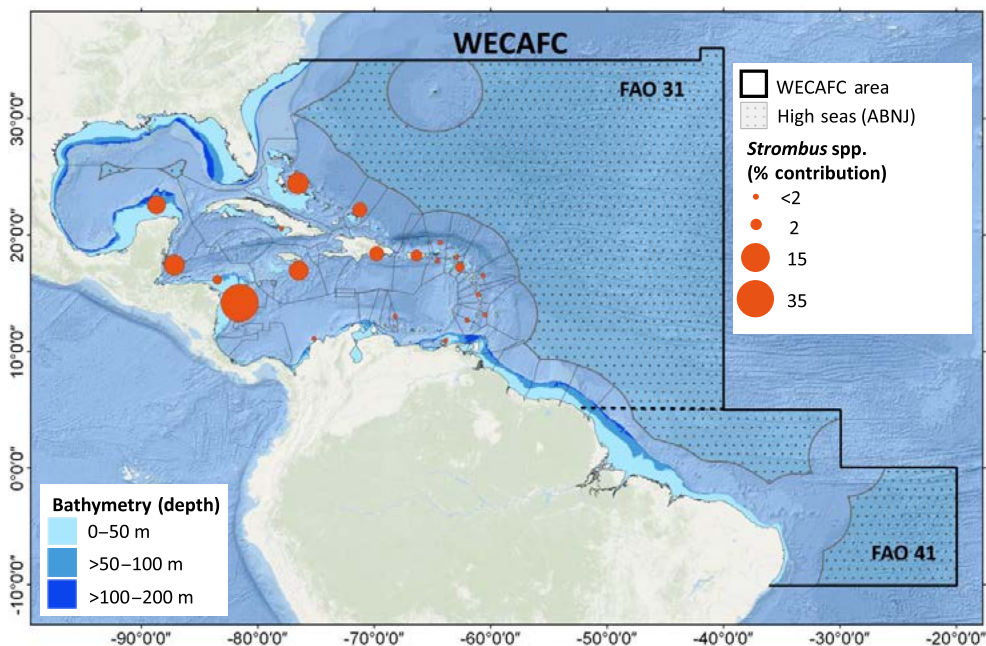 WECAFC
FAO 31
WECAFC area
High seas (ABNJ)
Strombus spp.
(% contribution)
<2
2
15
35
30°0'0"
20°0'0"
10°0'0"
0°0'0"
-10°0'0"
Bathymetry (depth)
0–50 m
>50–100 m
>100–200 m
FAO 41
-90°0'0" -80°0'0" -70°0'0" -60°0'0" -50°0'0" -40°0'0" -30°0'0" -20°0'0"